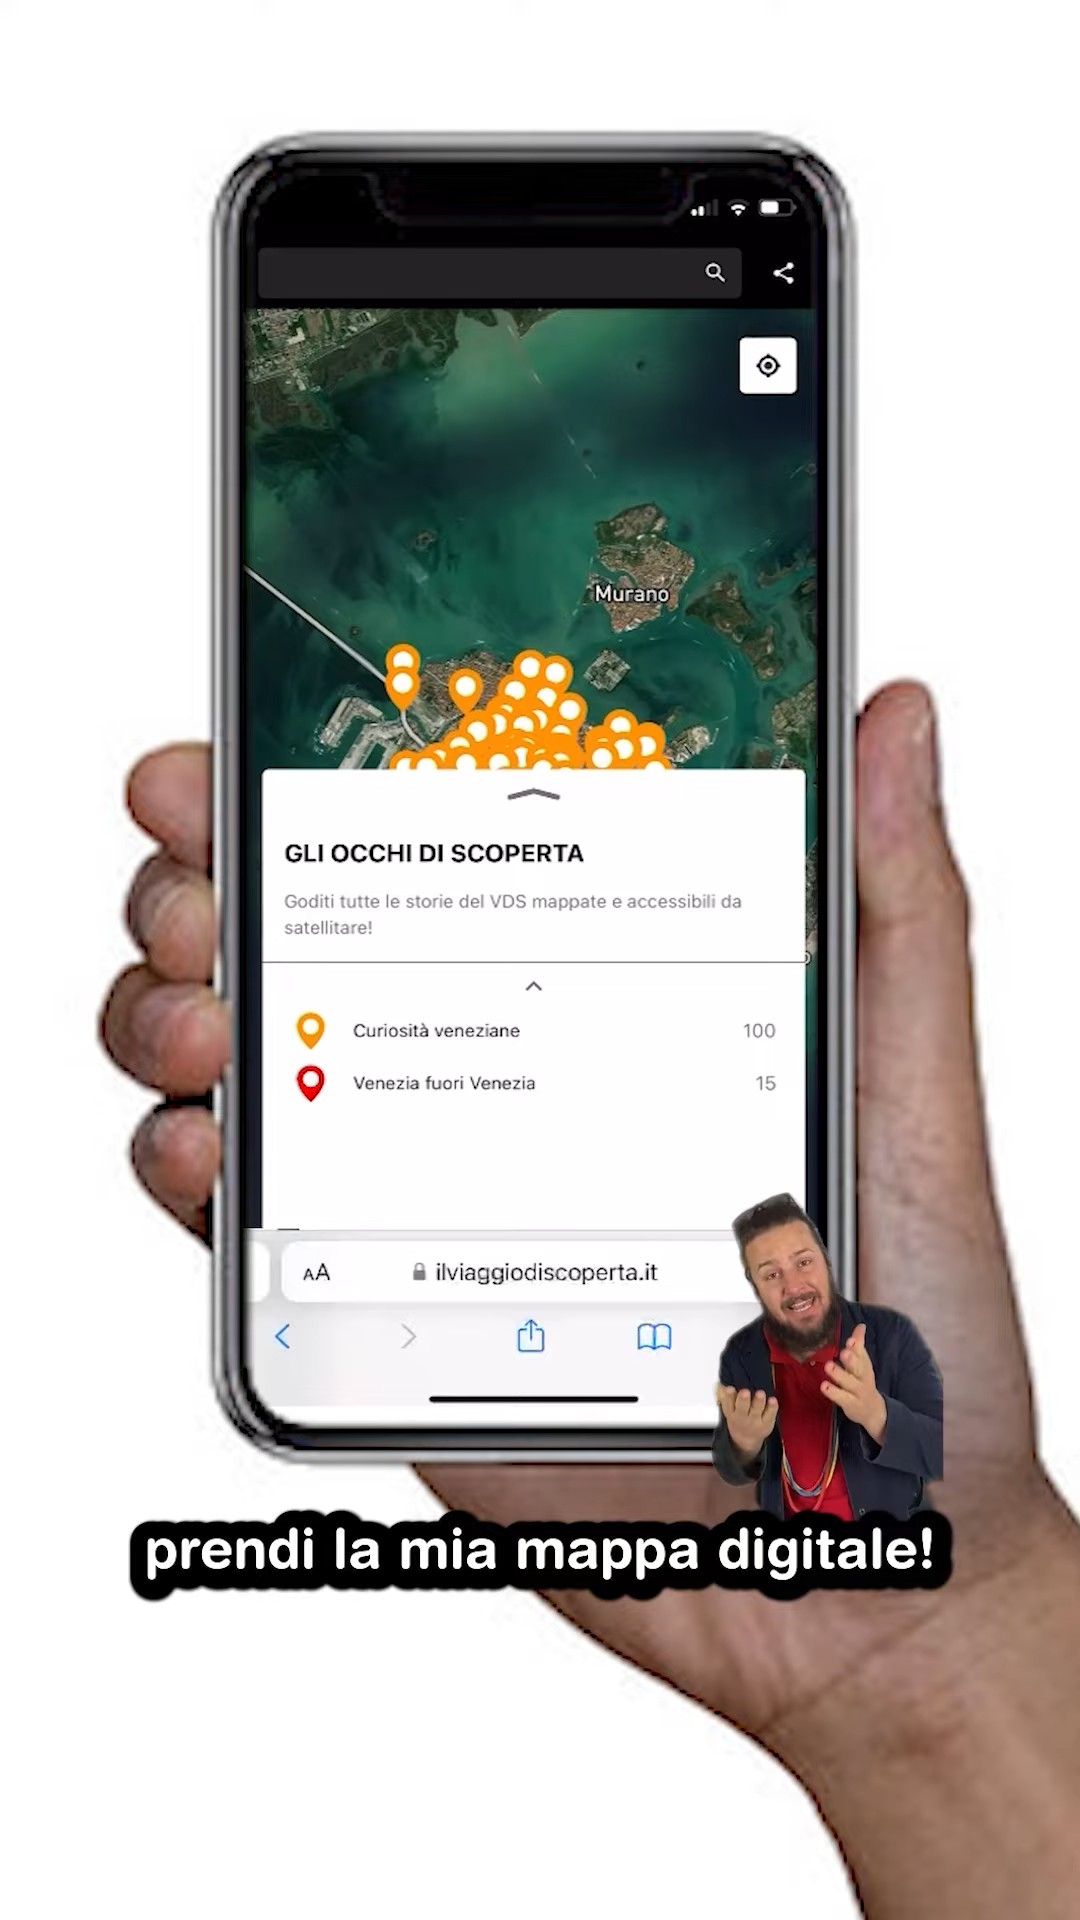 Murano
GLI OCCHI DI SCOPERTA
Goditi tutte le storie del VDS mappate e accessibili da
satellitare!
Curiosità veneziane 100
Venezia fuori Venezia 15
AA ilviaggiodiscoperta.it
prendi la mia mappa digitale!